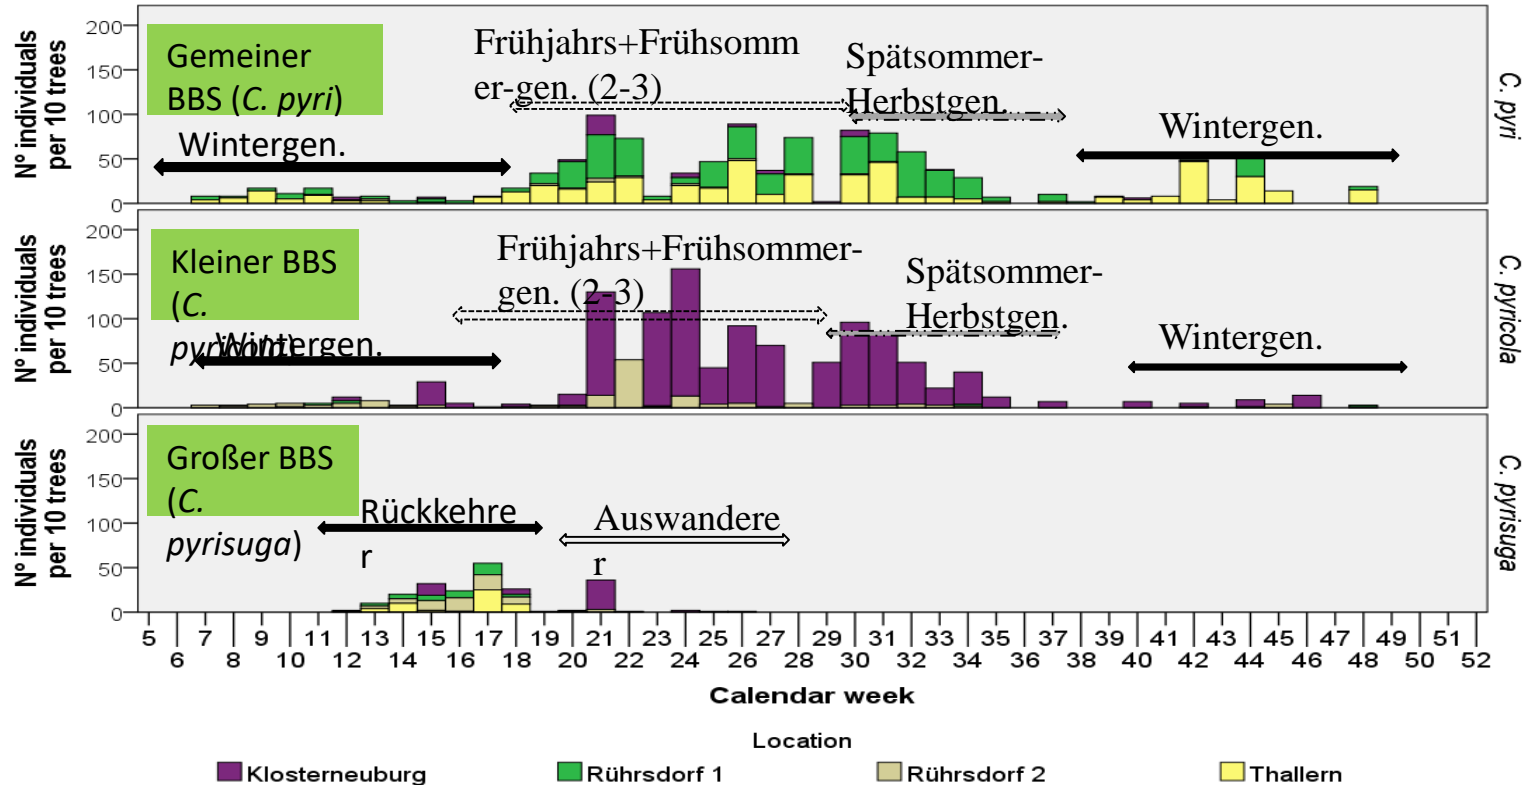 Gemeiner
BBS (C. pyri)
Wintergen.
Frühjahrs+Frühsomm
er-gen. (2-3)
Spätsommer-
Herbstgen.
Wintergen.
N° individuals
per 10 trees
200
150
100
50
0
C. pyri
Kleiner BBS
(C.
pyricola)
Wintergen.
Frühjahrs+Frühsommer-
gen. (2-3)
Spätsommer-
Herbstgen.
Wintergen.
N° individuals
per 10 trees
200
150
100
50
0
C. pyricola
Großer BBS
(C.
pyrisuga)
Rückkehre
r
Auswandere
r
N° individuals
per 10 trees
200
150
100
50
0
C. pyrisuga
5 7 9 11 13 15 17 19 21 23 25 27 29 31 33 35 37 39 41 43 45 47 49 51
6 8 10 12 14 16 18 20 22 24 26 28 30 32 34 36 38 40 42 44 46 48 50 52
Calendar week
Location
Klosterneuburg Rührsdorf 1 Rührsdorf 2 Thallern